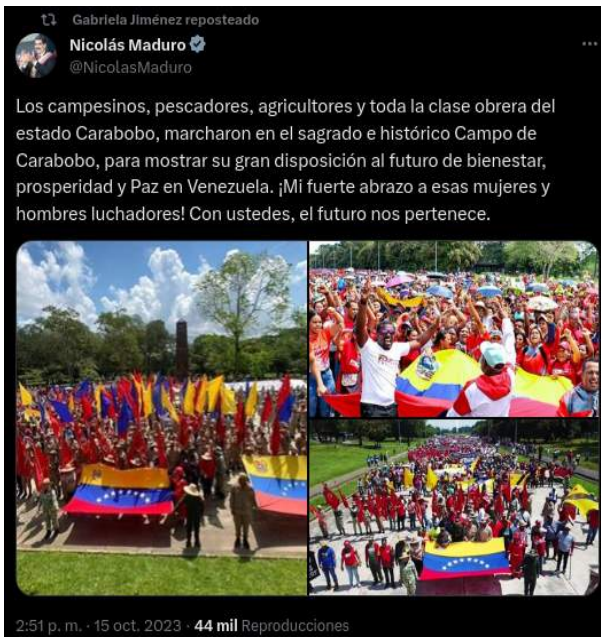 Gabriela Jiménez reposteado
Nicolás Maduro
@NicolasMaduro
Los campesinos, pescadores, agricultores y toda la clase obrera del
estado Carabobo, marcharon en el sagrado e histórico Campo de
Carabobo, para mostrar su gran disposición al futuro de bienestar,
prosperidad y Paz en Venezuela. ¡Mi fuerte abrazo a esas mujeres y
hombres luchadores! Con ustedes, el futuro nos pertenece.
2:51 p. m. · 15 oct. 2023 · 44 mil Reproducciones